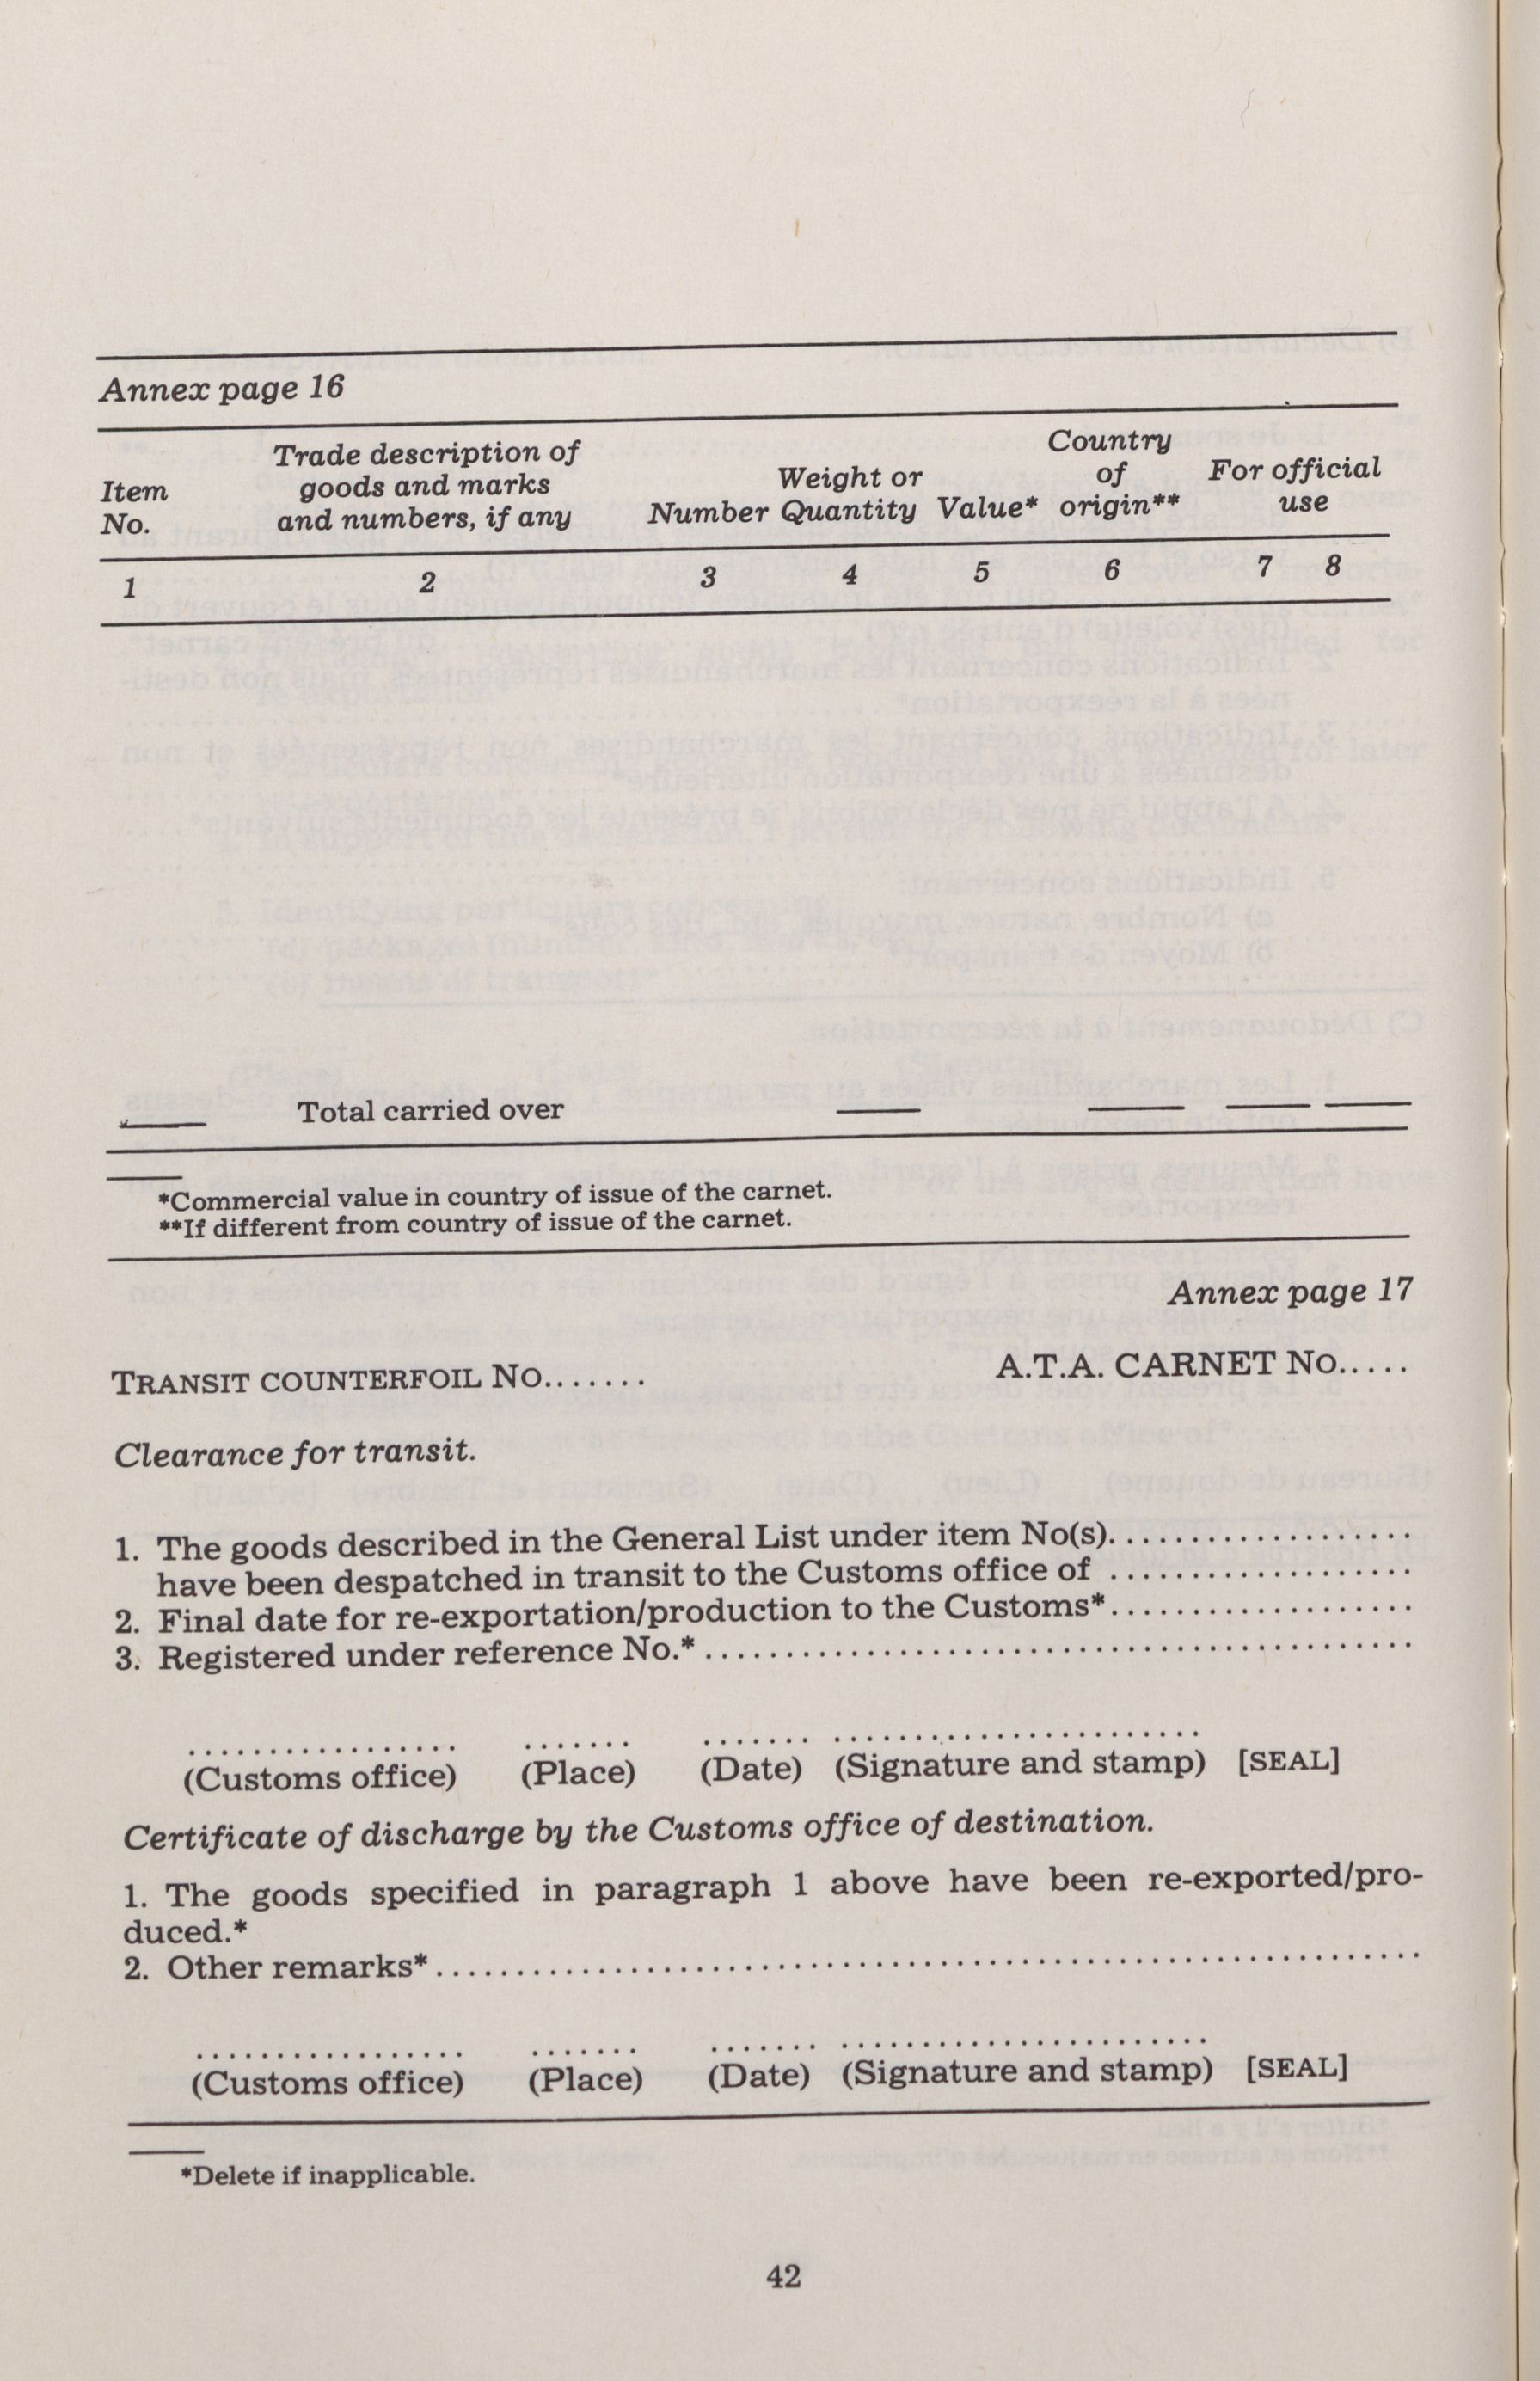 Annex page 16
Item No. Trade description of goods and marks and numbers, if any Number Weight or Quantity Value* Country of origin** For official use
1 2 3 4 5 6 7 8
Total carried over
*Commercial value in country of issue of the carnet.
**If different from country of issue of the carnet.
Annex page 17
TRANSIT COUNTERFOIL NO....... A.T.A. CARNET NO.....
Clearance for transit.
1. The goods described in the General List under item No(s)...................
have been despatched in transit to the Customs office of ...................
2. Final date for re-exportation/production to the Customs*...................
3. Registered under reference No.*............................................
................. ....... ....... .......................
(Customs office) (Place) (Date) (Signature and stamp) [SEAL]
Certificate of discharge by the Customs office of destination.
1. The goods specified in paragraph 1 above have been re-exported/pro-
duced.*
2. Other remarks*..............................................................
................. ....... ....... .......................
(Customs office) (Place) (Date) (Signature and stamp) [SEAL]
*Delete if inapplicable.
42